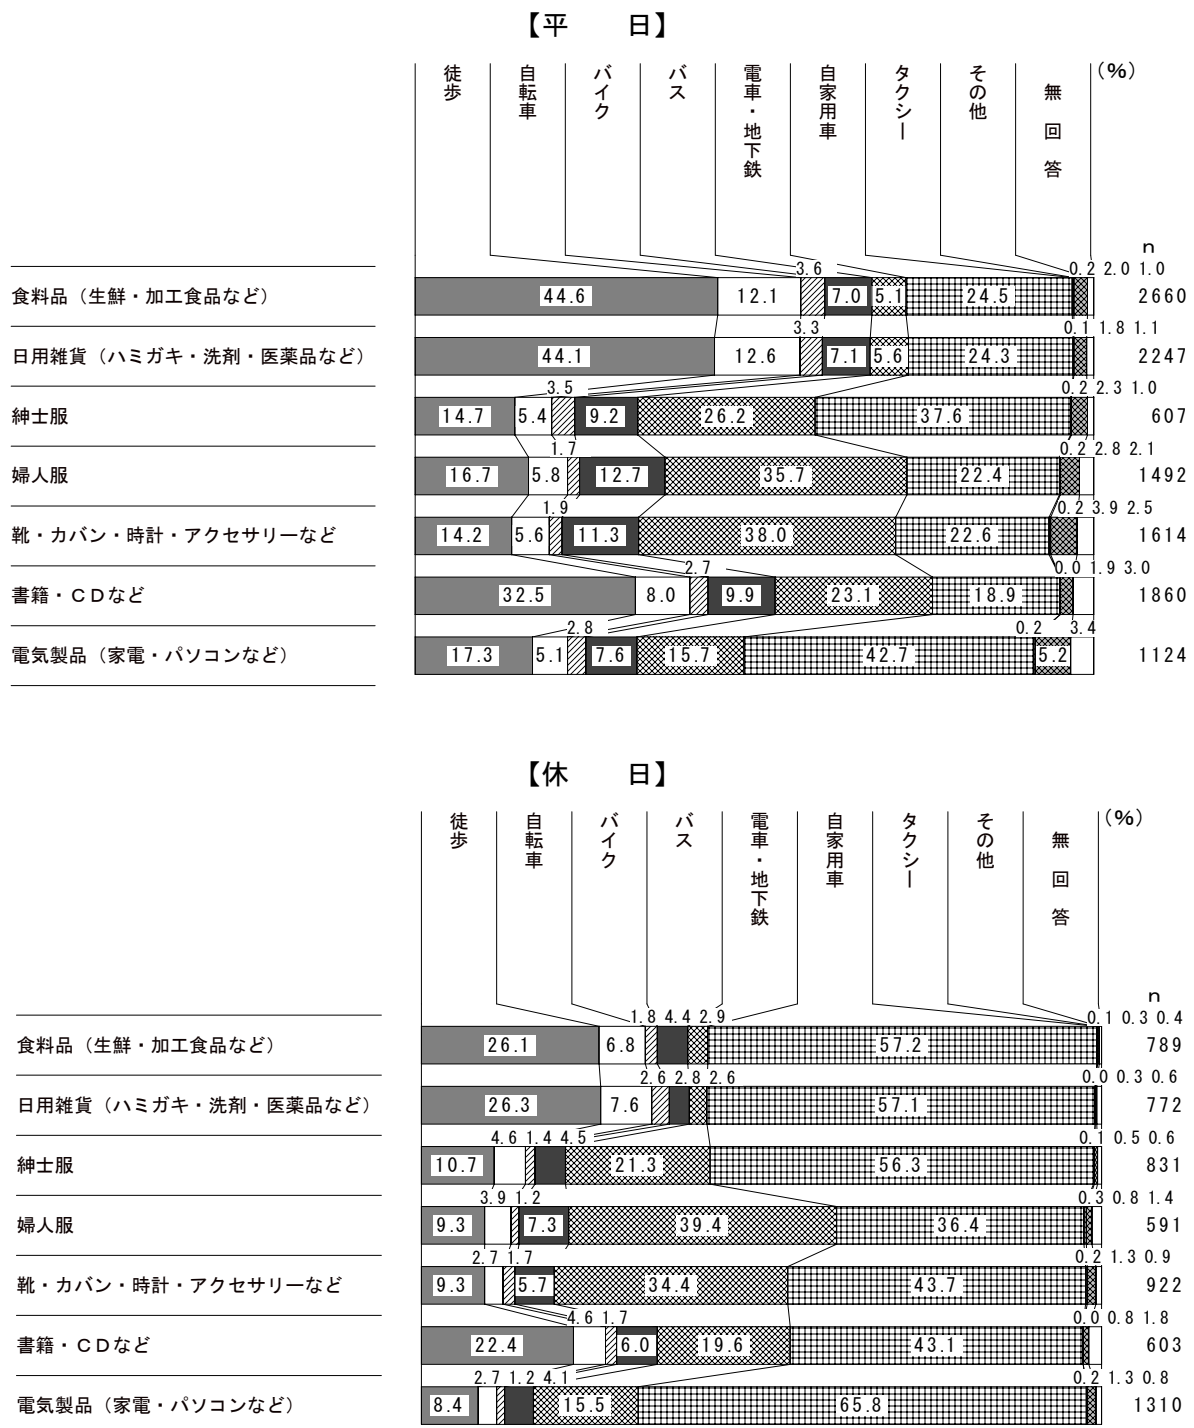 【平　　日】
徒歩 自転車 バイク バス 電車・地下鉄 自家用車 タクシー その他 無回答 (%)
n
3.6 0.2 2.0 1.0
食料品（生鮮・加工食品など） 44.6 12.1 7.0 5.1 24.5 2660
3.3 0.1 1.8 1.1
日用雑貨（ハミガキ・洗剤・医薬品など） 44.1 12.6 7.1 5.6 24.3 2247
3.5 0.2 2.3 1.0
紳士服 14.7 5.4 9.2 26.2 37.6 607
1.7 0.2 2.8 2.1
婦人服 16.7 5.8 12.7 35.7 22.4 1492
1.9 0.2 3.9 2.5
靴・カバン・時計・アクセサリーなど 14.2 5.6 11.3 38.0 22.6 1614
2.7 0.0 1.9 3.0
書籍・ＣＤなど 32.5 8.0 9.9 23.1 18.9 1860
2.8 0.2 3.4
電気製品（家電・パソコンなど） 17.3 5.1 7.6 15.7 42.7 5.2 1124
【休　　日】
徒歩 自転車 バイク バス 電車・地下鉄 自家用車 タクシー その他 無回答 (%)
n
1.8 4.4 2.9 0.1 0.3 0.4
食料品（生鮮・加工食品など） 26.1 6.8 57.2 789
2.6 2.8 2.6 0.0 0.3 0.6
日用雑貨（ハミガキ・洗剤・医薬品など） 26.3 7.6 57.1 772
4.6 1.4 4.5 0.1 0.5 0.6
紳士服 10.7 21.3 56.3 831
3.9 1.2 0.3 0.8 1.4
婦人服 9.3 7.3 39.4 36.4 591
2.7 1.7 0.2 1.3 0.9
靴・カバン・時計・アクセサリーなど 9.3 5.7 34.4 43.7 922
4.6 1.7 0.0 0.8 1.8
書籍・ＣＤなど 22.4 6.0 19.6 43.1 603
2.7 1.2 4.1 0.2 1.3 0.8
電気製品（家電・パソコンなど） 8.4 15.5 65.8 1310